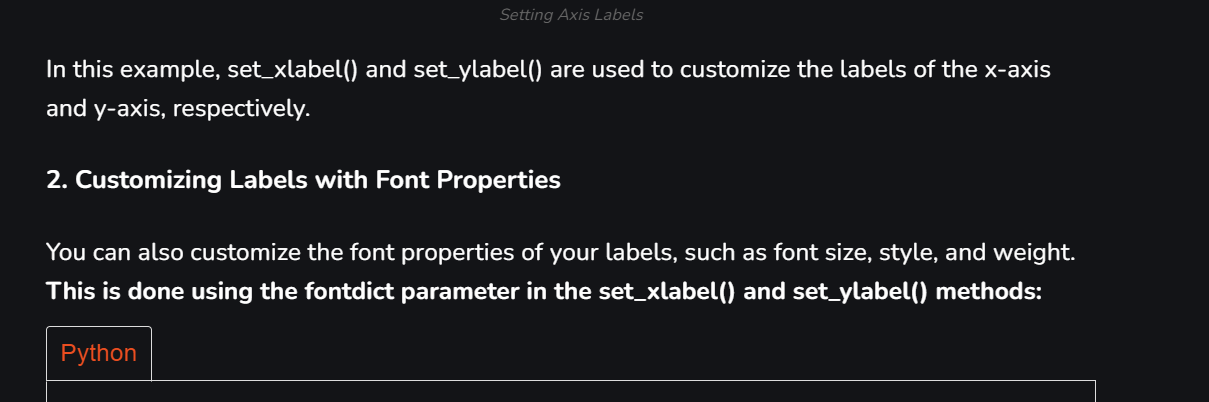 Setting Axis Labels
In this example, set_xlabel() and set_ylabel() are used to customize the labels of the x-axis
and y-axis, respectively.
2. Customizing Labels with Font Properties
You can also customize the font properties of your labels, such as font size, style, and weight.
This is done using the fontdict parameter in the set_xlabel() and set_ylabel() methods:
Python